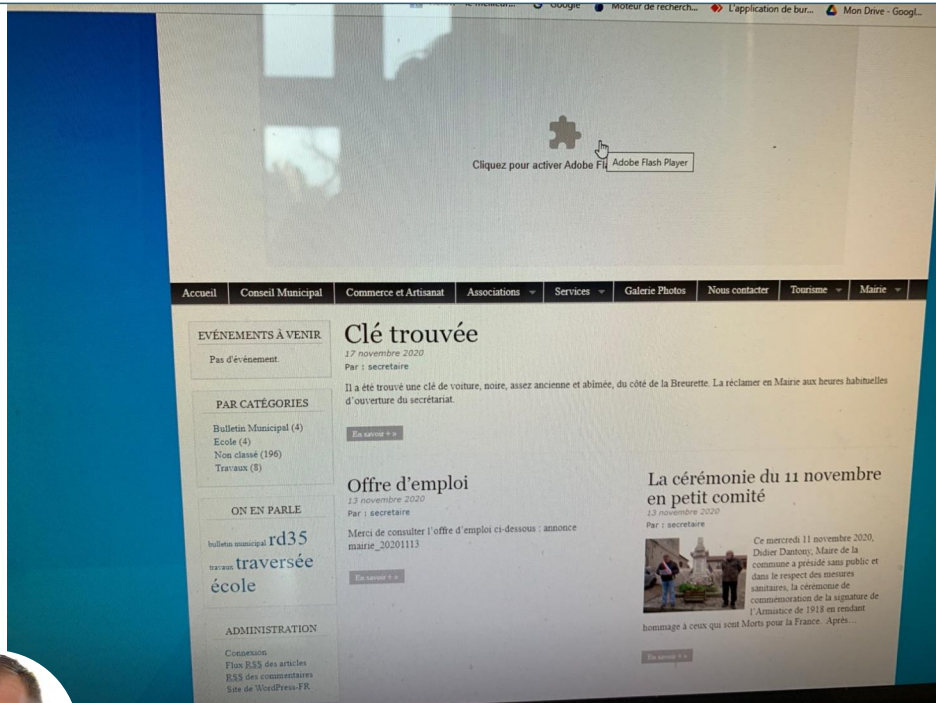 Google
Moteur de recherch...
L'application de bur...
Mon Drive - Googl...
Cliquez pour activer Adobe Fl
Adobe Flash Player
Accueil
Conseil Municipal
Commerce et Artisanat
Associations
Services
Galerie Photos
Nous contacter
Tourisme
Mairie
EVÉNEMENTS À VENIR
Pas d'événement.
PAR CATÉGORIES
Bulletin Municipal (4)
Ecole (4)
Non classé (196)
Travaux (8)
ON EN PARLE
bulletin municipal rd35
travaux traversée
école
ADMINISTRATION
Connexion
Flux RSS des articles
RSS des commentaires
Site de WordPress-FR
Clé trouvée
17 novembre 2020
Par : secretaire
Il a été trouvé une clé de voiture, noire, assez ancienne et abîmée, du côté de la Breurette. La réclamer en Mairie aux heures habituelles
d'ouverture du secrétariat.
En savoir + »
Offre d'emploi
13 novembre 2020
Par : secretaire
Merci de consulter l'offre d'emploi ci-dessous : annonce
mairie_20201113
En savoir + »
La cérémonie du 11 novembre
en petit comité
13 novembre 2020
Par : secretaire
Ce mercredi 11 novembre 2020,
Didier Dantony, Maire de la
commune a présidé sans public et
dans le respect des mesures
sanitaires, la cérémonie de
commémoration de la signature de
l'Armistice de 1918 en rendant
hommage à ceux qui sont Morts pour la France. Après...
En savoir + »